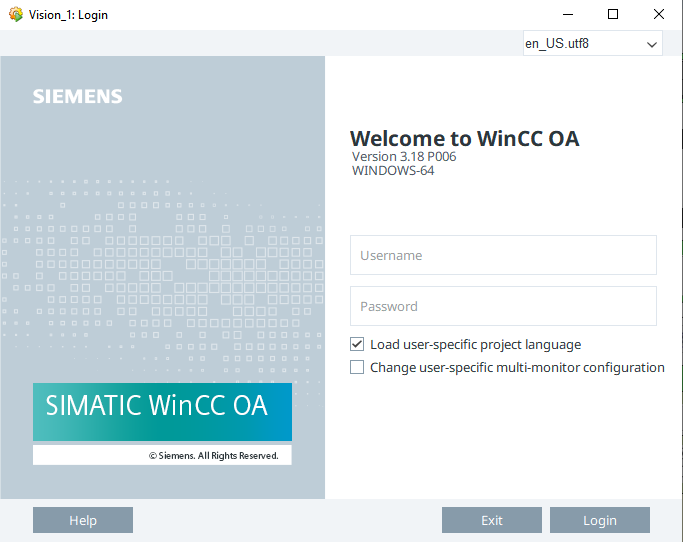 Vision_1: Login
en_US.utf8
SIEMENS
Welcome to WinCC OA
Version 3.18 P006
WINDOWS-64
Username
Password
Load user-specific project language
Change user-specific multi-monitor configuration
SIMATIC WinCC OA
© Siemens. All Rights Reserved.
Help
Exit
Login